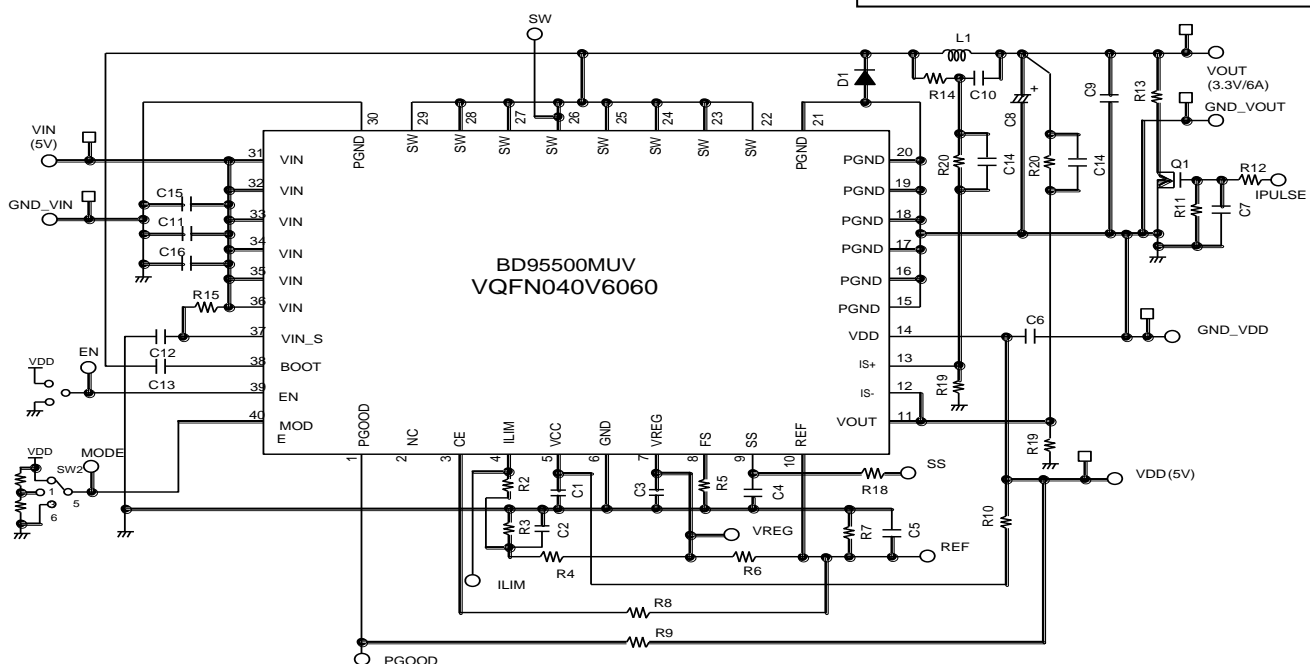 SW
L1
D1
R14
C10
C8
+
C9
R13
VOUT
(3.3V/6A)
GND_VOUT
VIN
(5V)
30
29
28
27
26
25
24
23
22
21
PGND
SW
SW
SW
SW
SW
SW
SW
SW
PGND
31
VIN
PGND
20
R20
C14
R20
C14
Q1
R12
IPULSE
32
VIN
PGND
19
C15
GND_VIN
33
VIN
PGND
18
R11
C7
C11
34
VIN
PGND
17
C16
35
VIN
PGND
16
BD95500MUV
VQFN040V6060
R15
36
VIN
PGND
15
37
VIN_S
VDD
14
C6
GND_VDD
C12
38
BOOT
IS+
13
C13
VDD
EN
39
EN
IS-
12
R19
40
MOD
E
VOUT
11
R19
PGOOD
NC
CE
ILIM
VCC
GND
VREG
FS
SS
REF
1
2
3
4
5
6
7
8
9
10
VDD
SW2
MODE
1
5
6
R2
C1
C3
R5
C4
R18
SS
VDD (5V)
R10
R3
C2
VREG
R7
C5
REF
R4
R6
ILIM
R8
R9
PGOOD